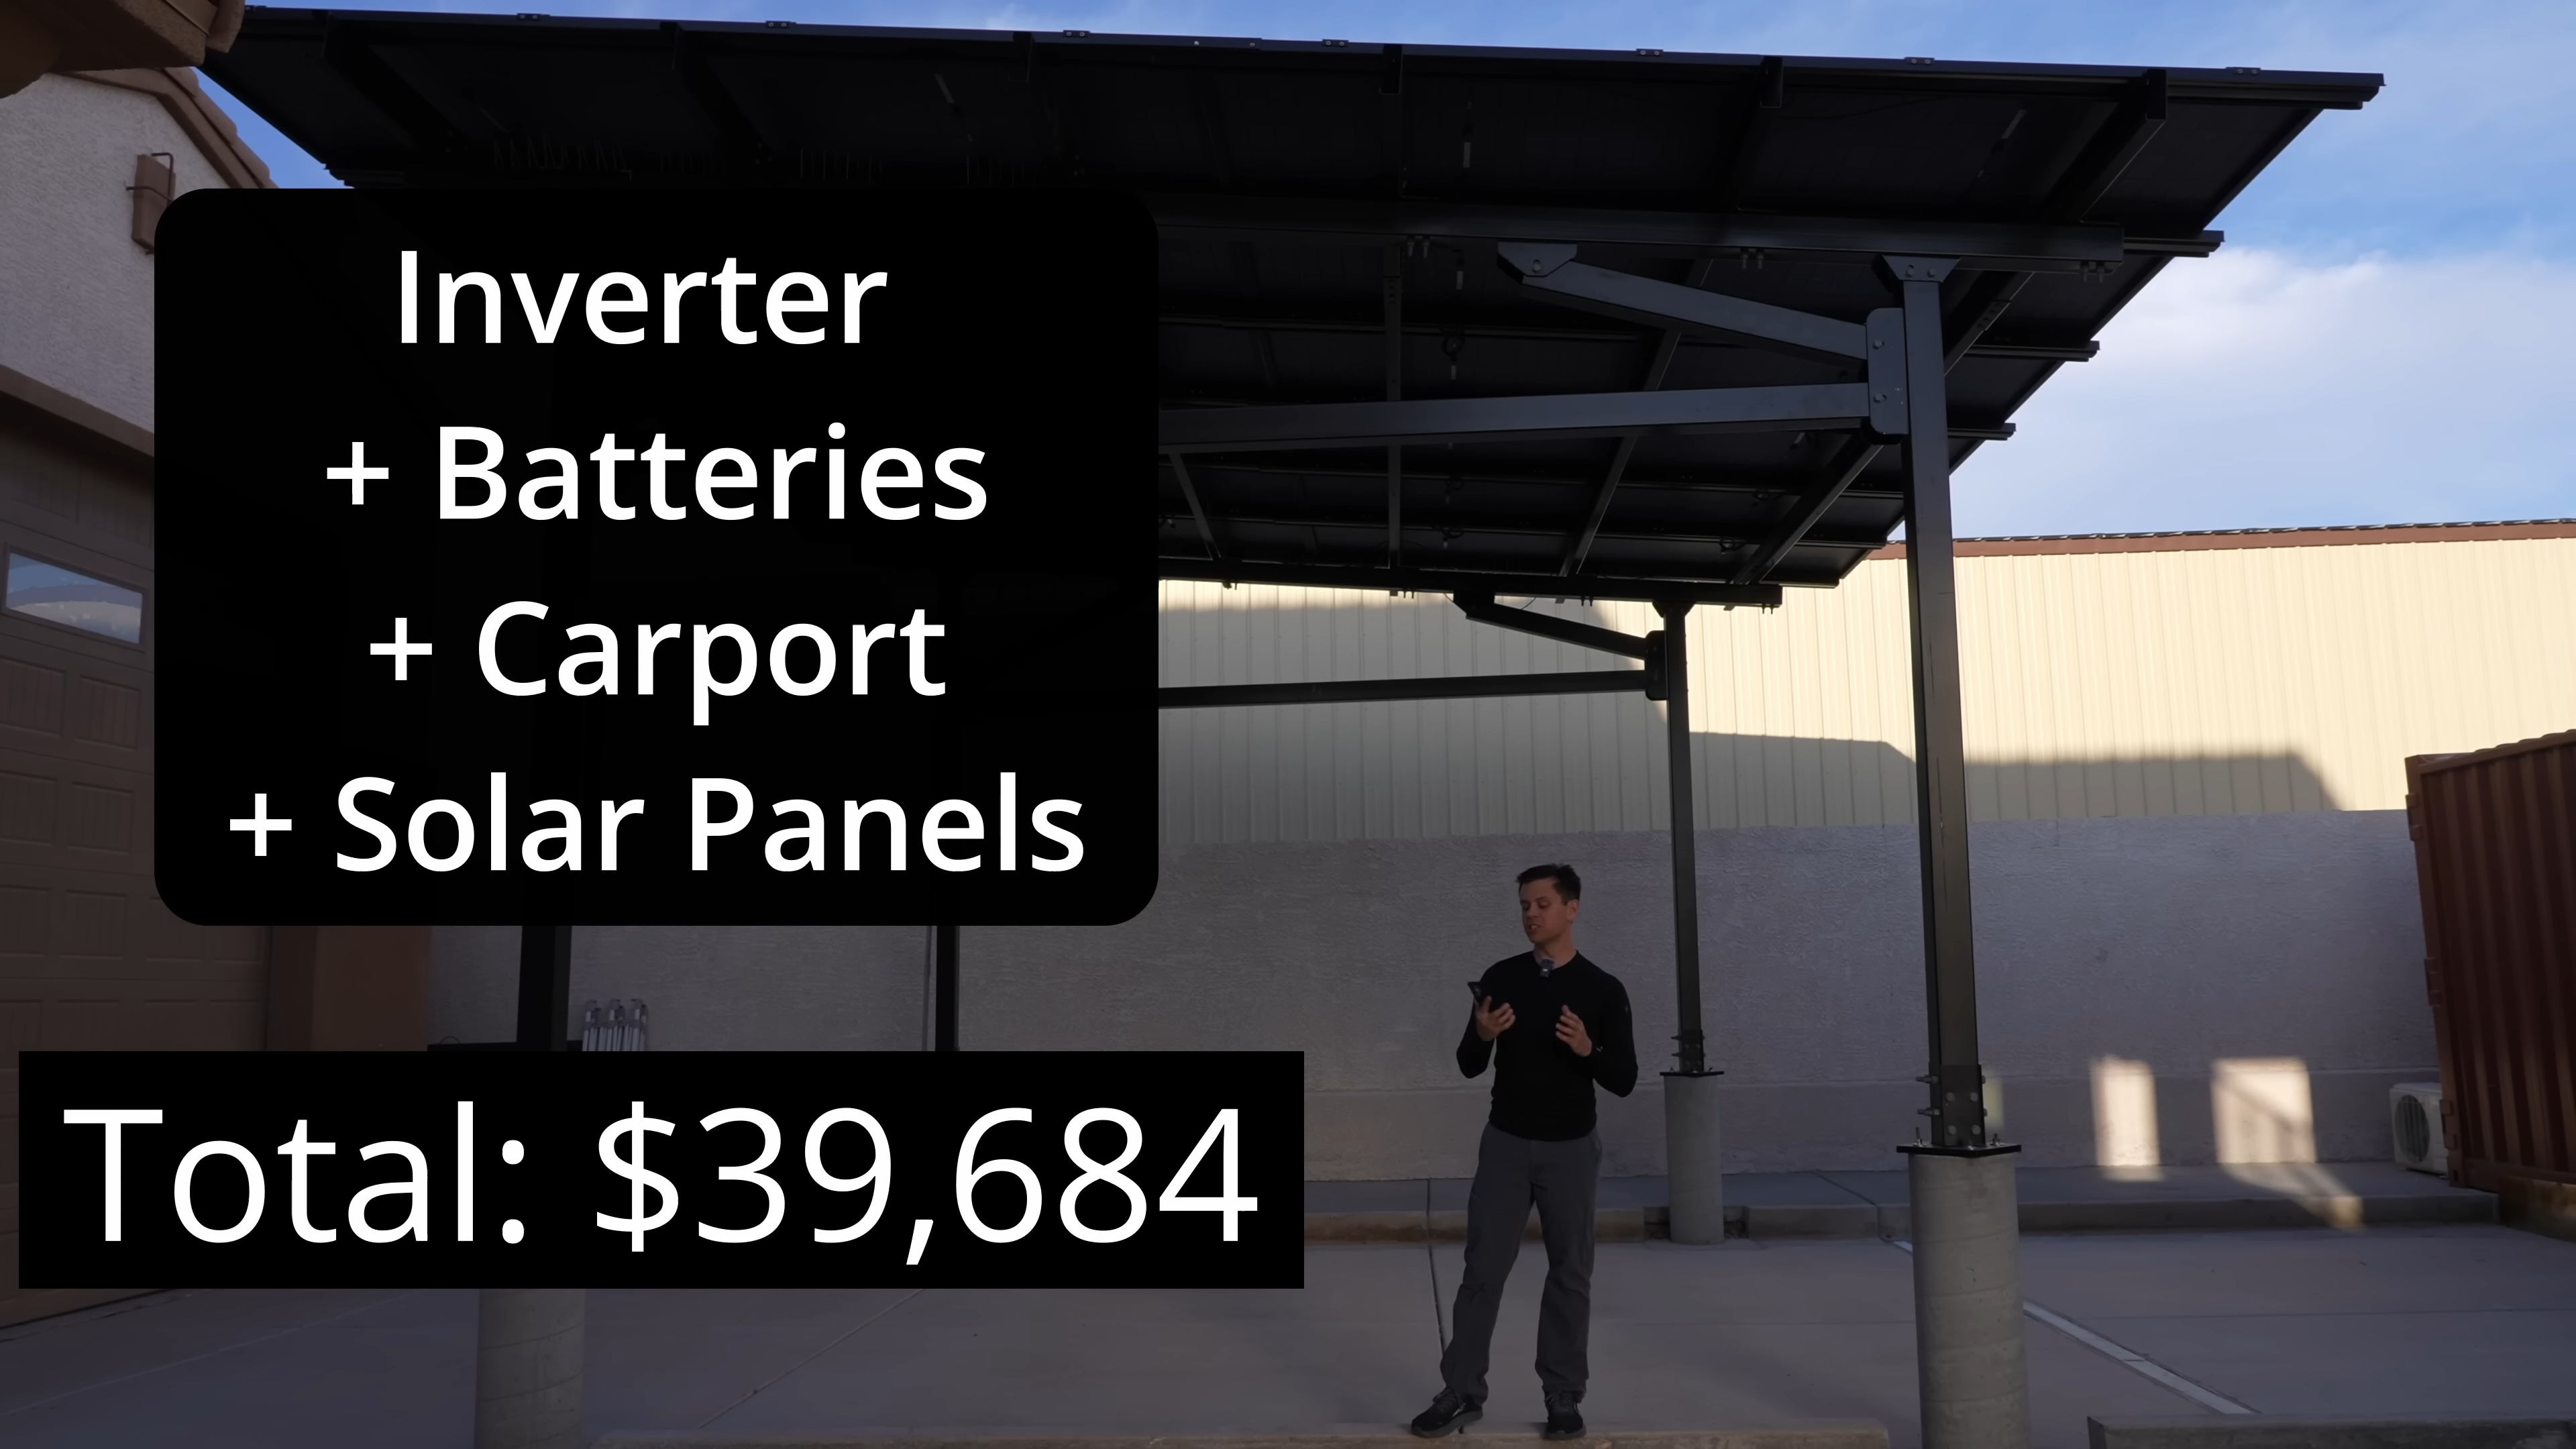 Inverter
+ Batteries
+ Carport
+ Solar Panels
Total: $39,684